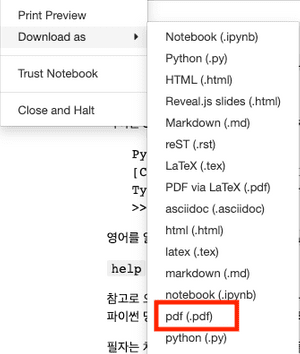 Print Preview
Download as
Trust Notebook
Close and Halt
Notebook (.ipynb)
Python (.py)
HTML (.html)
Reveal.js slides (.html)
Markdown (.md)
reST (.rst)
LaTeX (.tex)
PDF via LaTeX (.pdf)
asciidoc (.asciidoc)
html (.html)
latex (.tex)
markdown (.md)
notebook (.ipynb)
pdf (.pdf)
python (.py)
Py
[C
Ty
>>
영어를
help
참고로
파이썬
필자는